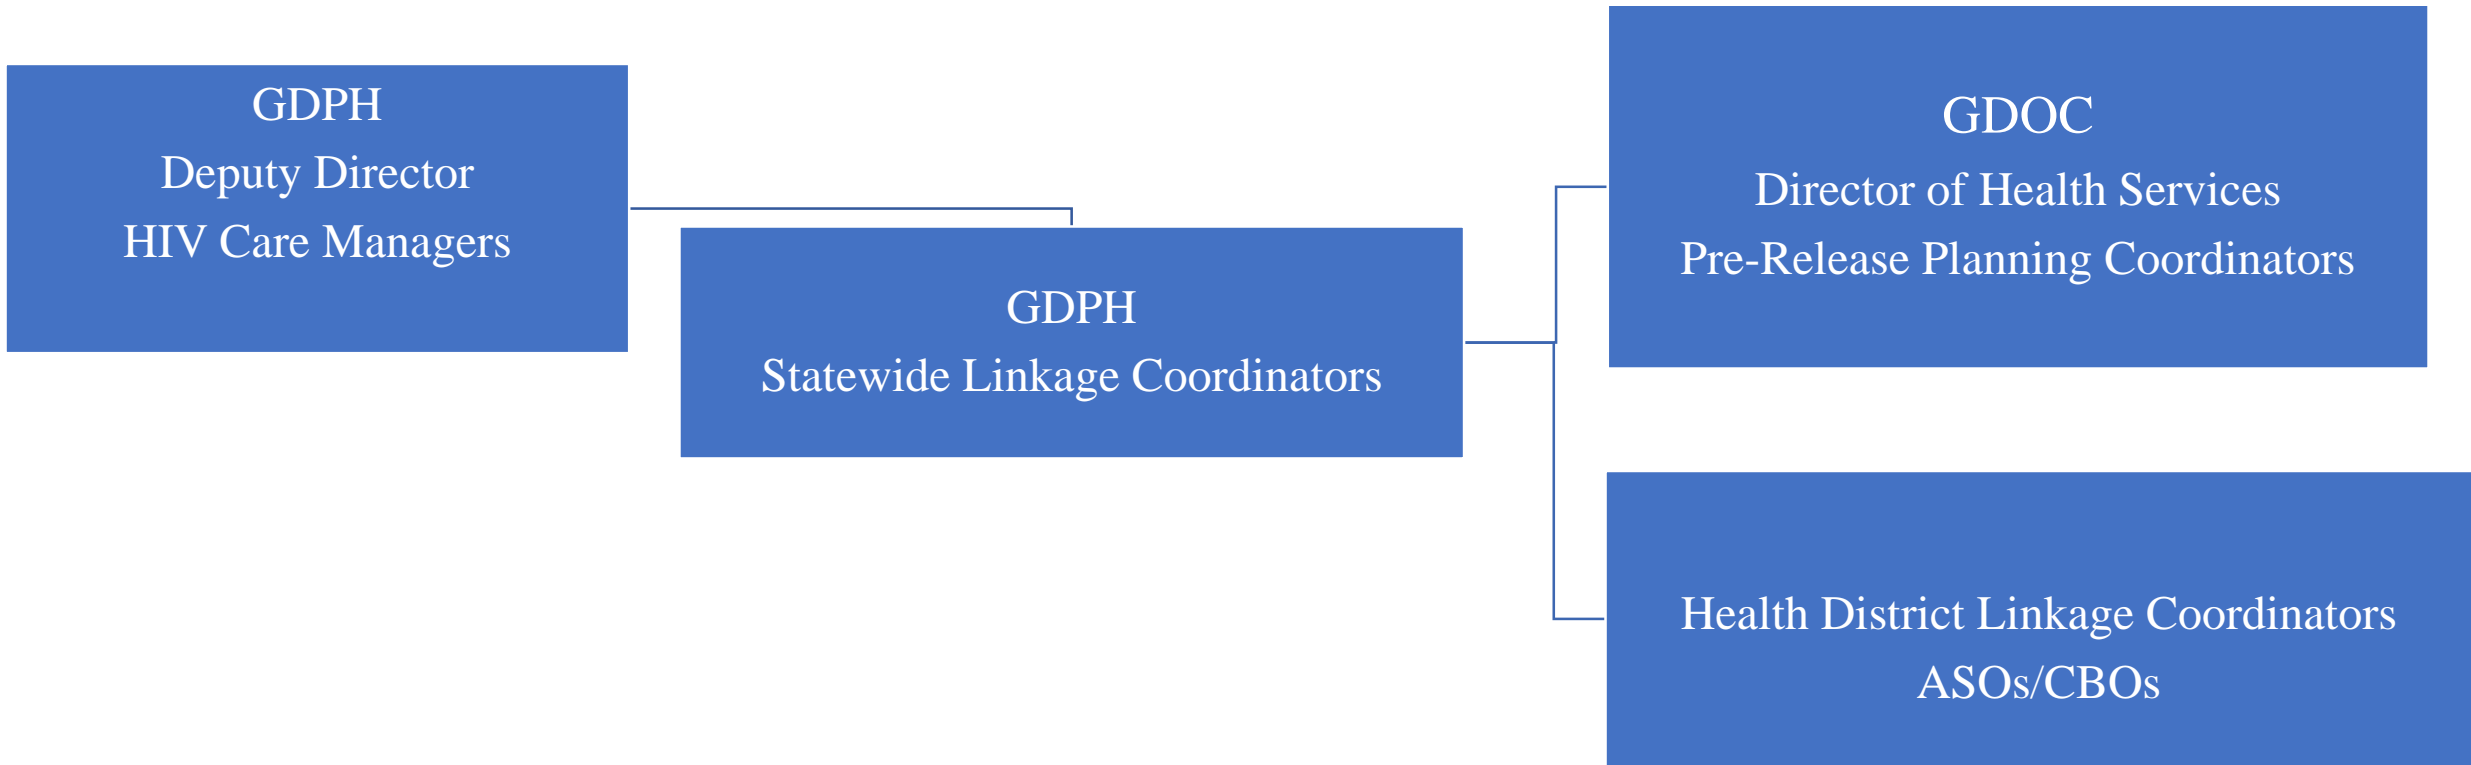 GDPH
Deputy Director
HIV Care Managers
GDPH
Statewide Linkage Coordinators
GDOC
Director of Health Services
Pre-Release Planning Coordinators
Health District Linkage Coordinators
ASOs/CBOs